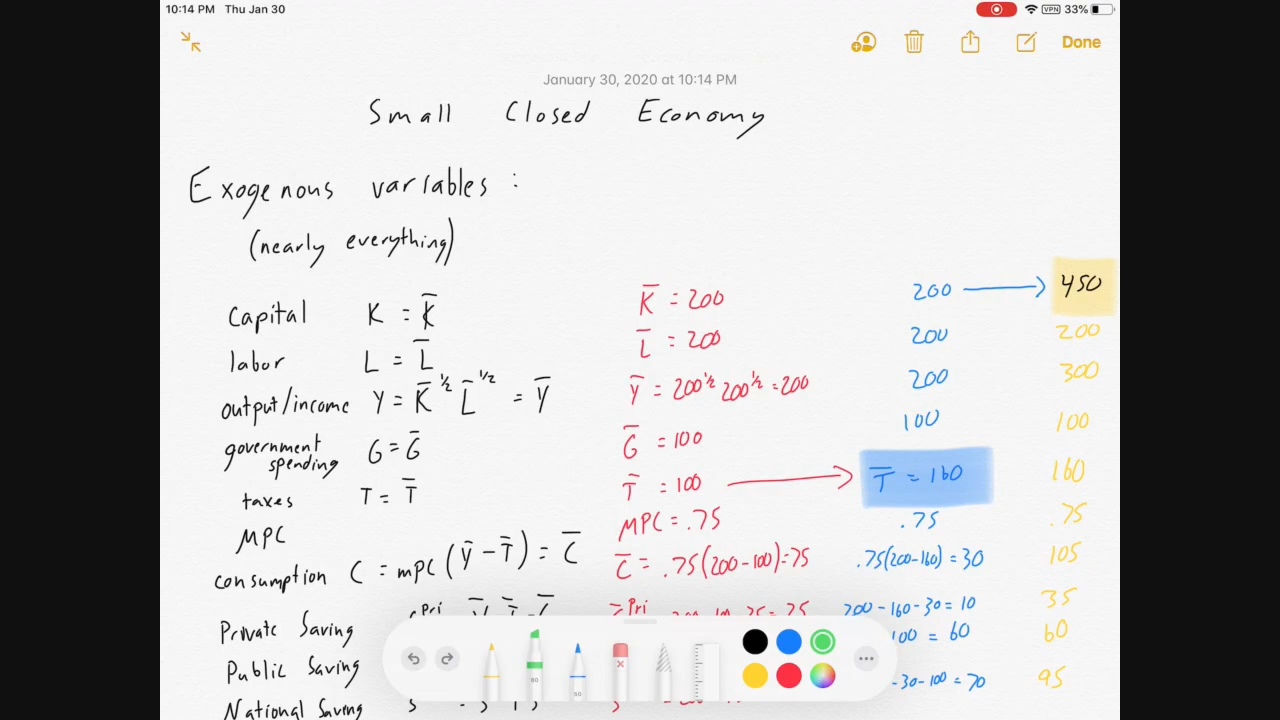 10:14 PM Thu Jan 30 VPN 33%
Done
January 30, 2020 at 10:14 PM
Small Closed Economy
Exogenous variables :
(nearly everything)
capital K = K̄ K̄ = 200 200 → 450
labor L = L̄ L̄ = 200 200 200
output/income Y = K̄^1/2 L̄^1/2 = Ȳ Ȳ = 200^1/2 200^1/2 = 200 200 300
government spending G = Ḡ Ḡ = 100 100 100
taxes T = T̄ T̄ = 100 → T̄ = 160 160
MPC MPC = .75 .75 .75
consumption C = mpc (Ȳ - T̄) = C̄ C̄ = .75(200-100)=75 .75(200-160)=30 105
Private Saving Pri Pri 200-160-30=10 35
Public Saving 100 = 60 60
National Saving -30-100=70 95